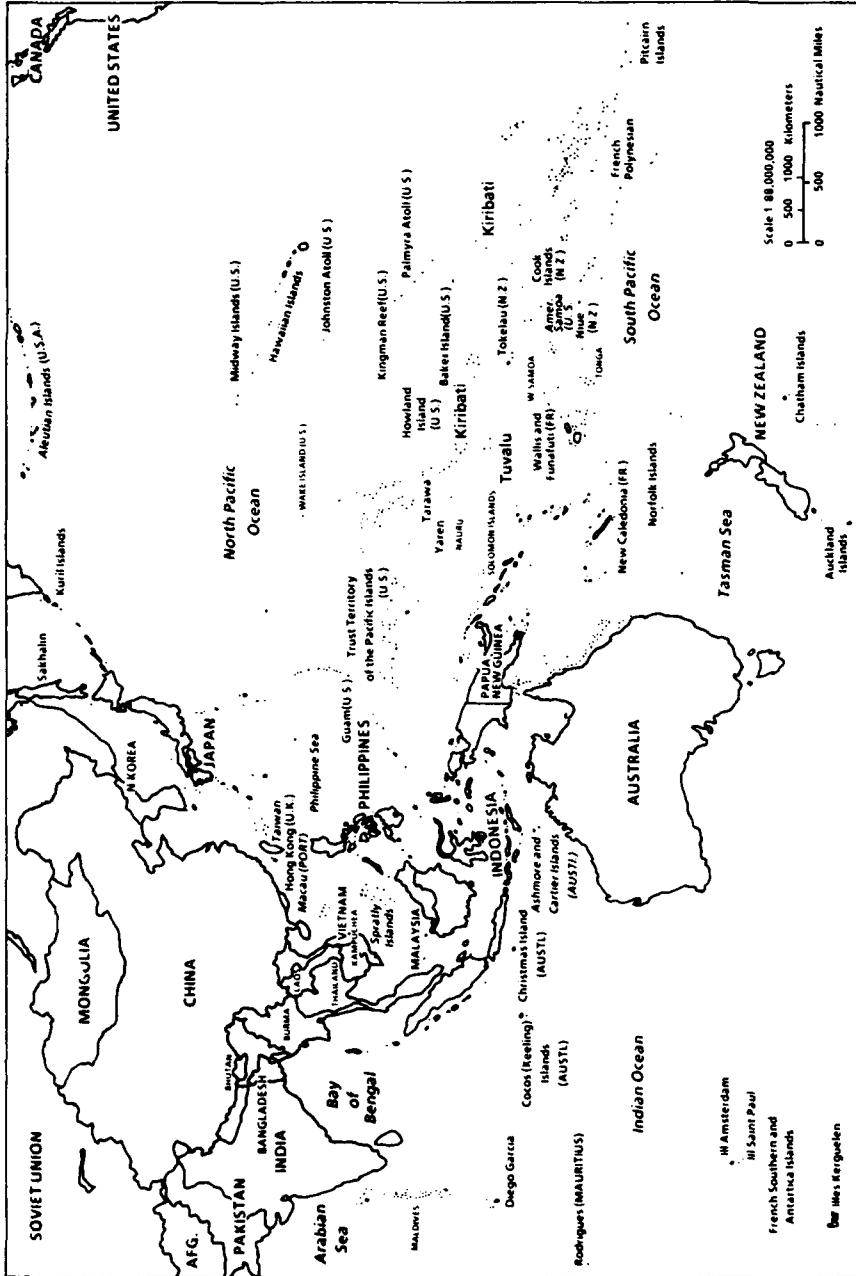 SOVIET UNION
MONGOLIA
CHINA
AFG.
PAKISTAN
INDIA
BANGLADESH
BHUTAN
BURMA
LAOS
THAILAND
VIETNAM
KAMPUCHEA
N KOREA
JAPAN
Sakhalin
Kuril Islands
Aleutian Islands (U.S.A.)
CANADA
UNITED STATES
Arabian
Sea
Bay
of
Bengal
MALDIVES
Taiwan
Hong Kong (U.K.)
Macau (PORT)
Philippine Sea
PHILIPPINES
Spratly
Islands
MALAYSIA
INDONESIA
Guam (U S )
Trust Territory
of the Pacific Islands
(U S.)
North Pacific
Ocean
WAKE ISLAND (U S )
Midway Islands (U.S.)
Hawaiian Islands
Johnston Atoll (U S )
Kingman Reef (U.S.)
Palmyra Atoll (U S )
Howland
Island
(U S )
Baker Island (U.S )
Kiribati
Kiribati
Tarawa
Yaren
NAURU
SOLOMON ISLANDS
Tuvalu
Tokelau (N Z )
W SAMOA
Wallis and
Funafuti (FR)
Amer.
Samoa
(U S.
Niue
(N Z )
Cook
Islands
(N Z )
TONGA
French
Polynesian
Pitcairn
Islands
South Pacific
Ocean
PAPUA
NEW GUINEA
New Caledonia (FR )
Norfolk Islands
AUSTRALIA
Tasman Sea
NEW ZEALAND
Chatham Islands
Auckland
Islands
Ashmore and
Cartier Islands
(AUSTL)
Christmas Island
(AUSTL)
Cocos (Keeling)
Islands
(AUSTL)
Diego Garcia
Indian Ocean
Rodrigues (MAURITIUS)
Ill Amsterdam
Ill Saint Paul
French Southern and
Antartica Islands
Illes Kerguelen
Scale 1 88,000,000
0 500 1000 Kilometers
0 500 1000 Nautical Miles